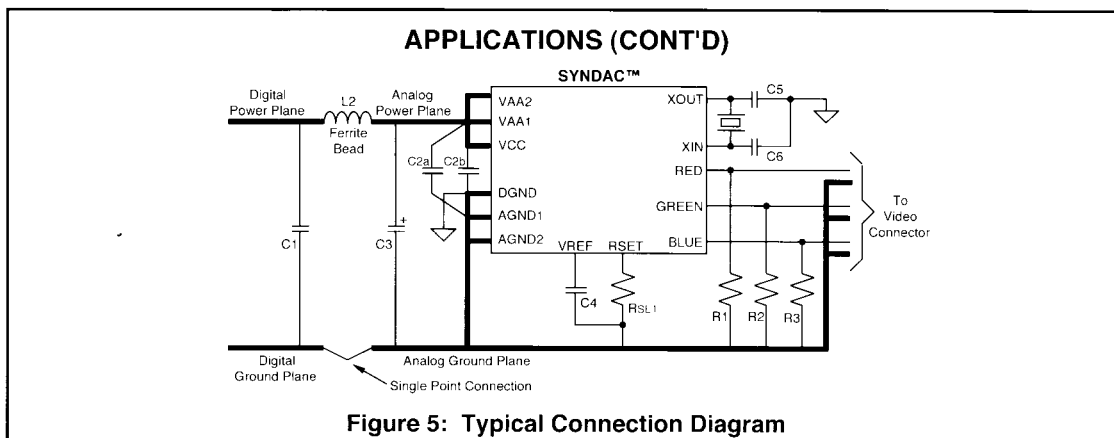 APPLICATIONS (CONT'D)
SYNDAC™
Digital
Power Plane
L2
Ferrite
Bead
Analog
Power Plane
VAA2
VAA1
VCC
C2a
C2b
DGND
AGND1
AGND2
C1
C3
+
VREF
RSET
C4
RSL1
XOUT
XIN
C5
C6
RED
GREEN
BLUE
To
Video
Connector
R1
R2
R3
Digital
Ground Plane
Analog Ground Plane
Single Point Connection
Figure 5: Typical Connection Diagram